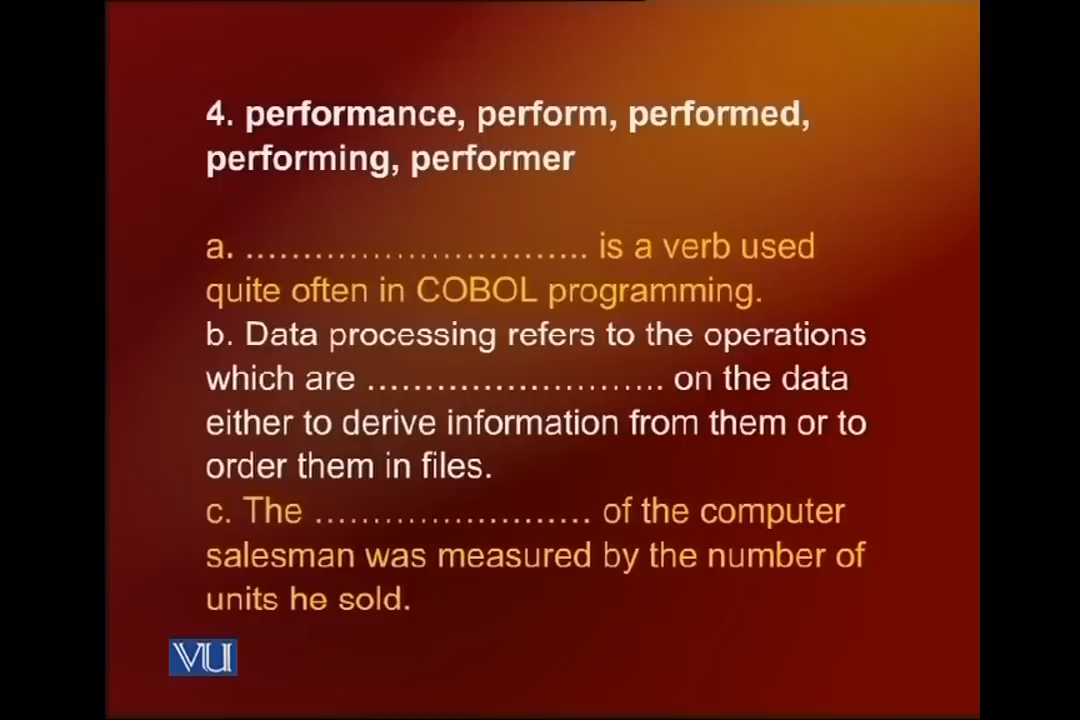 4. performance, perform, performed,
performing, performer
a. ................................ is a verb used
quite often in COBOL programming.
b. Data processing refers to the operations
which are ............................ on the data
either to derive information from them or to
order them in files.
c. The .......................... of the computer
salesman was measured by the number of
units he sold.
VU